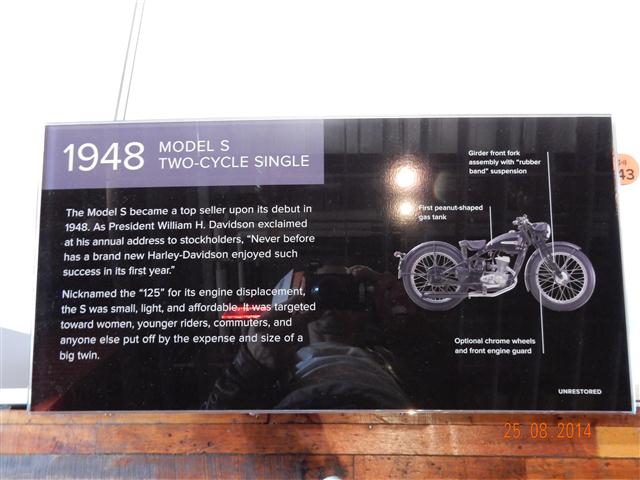 1948
MODEL S
TWO-CYCLE SINGLE
The Model S became a top seller upon its debut in
1948. As President William H. Davidson exclaimed
at his annual address to stockholders, “Never before
has a brand new Harley-Davidson enjoyed such
success in its first year.”
Nicknamed the “125” for its engine displacement,
the S was small, light, and affordable. It was targeted
toward women, younger riders, commuters, and
anyone else put off by the expense and size of a
big twin.
Girder front fork
assembly with “rubber
band” suspension
First peanut-shaped
gas tank
Optional chrome wheels
and front engine guard
UNRESTORED
43
25.08.2014